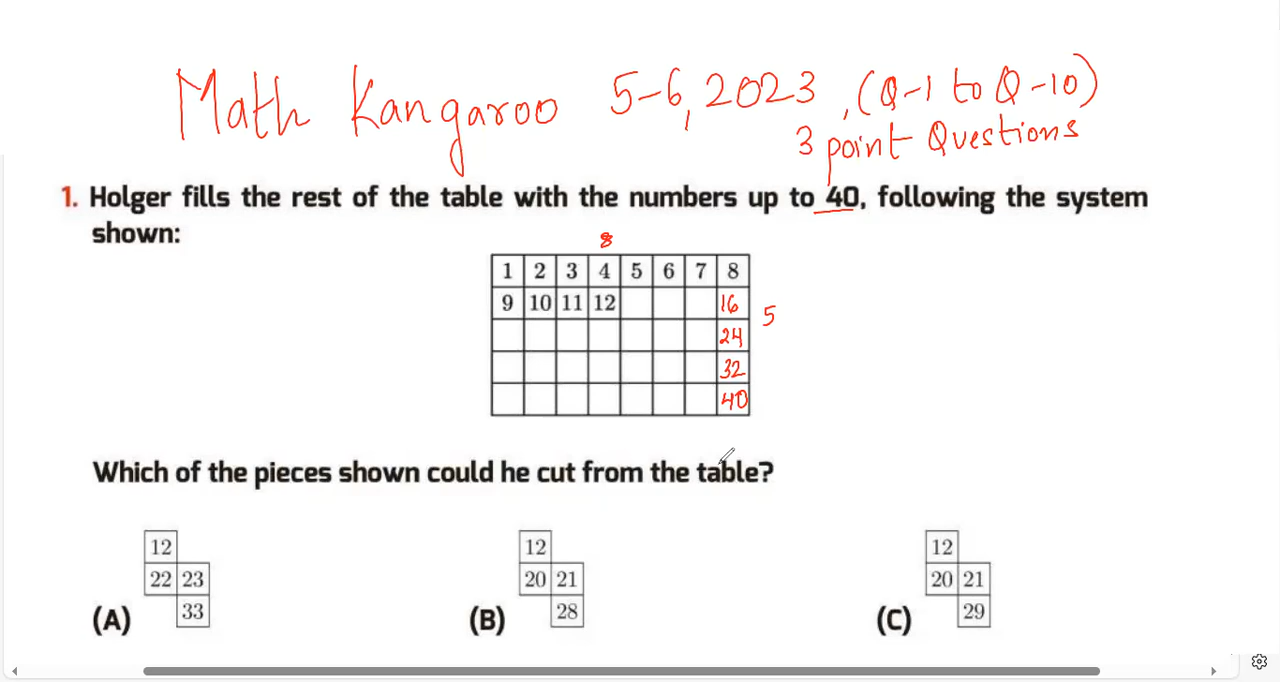 Math Kangaroo 5-6, 2023, (Q-1 to Q-10)
3 point Questions
1. Holger fills the rest of the table with the numbers up to 40, following the system
shown:
8
1 2 3 4 5 6 7 8
9 10 11 12 16
5
24
32
40
Which of the pieces shown could he cut from the table?
(A)
12
22 23
33
(B)
12
20 21
28
(C)
12
20 21
29